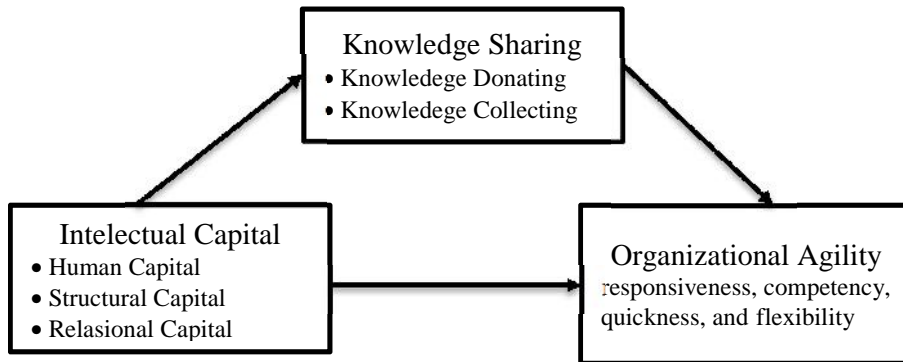 Knowledge Sharing
• Knowledege Donating
• Knowledege Collecting
Intelectual Capital
• Human Capital
• Structural Capital
• Relasional Capital
Organizational Agility
responsiveness, competency,
quickness, and flexibility